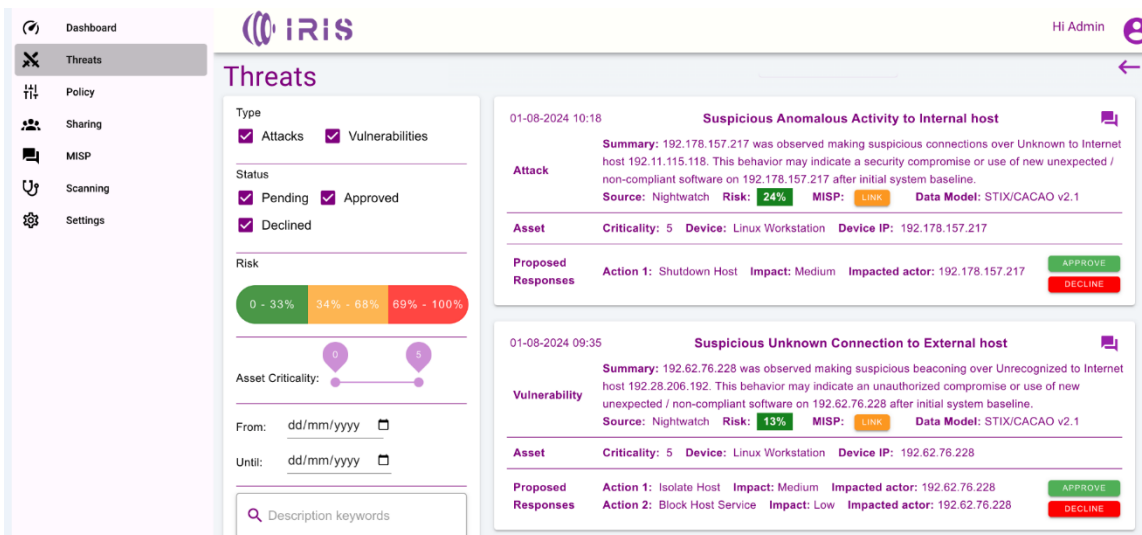 Dashboard
Threats
Policy
Sharing
MISP
Scanning
Settings
IRIS
Hi Admin
Threats
Type
Attacks Vulnerabilities
Status
Pending Approved
Declined
Risk
0 - 33% 34% - 68% 69% - 100%
0 5
Asset Criticality:
From: dd/mm/yyyy
Until: dd/mm/yyyy
Description keywords
01-08-2024 10:18 Suspicious Anomalous Activity to Internal host
Attack
Summary: 192.178.157.217 was observed making suspicious connections over Unknown to Internet
host 192.11.115.118. This behavior may indicate a security compromise or use of new unexpected /
non-compliant software on 192.178.157.217 after initial system baseline.
Source: Nightwatch Risk: 24% MISP: LINK Data Model: STIX/CACAO v2.1
Asset Criticality: 5 Device: Linux Workstation Device IP: 192.178.157.217
Proposed
Responses
Action 1: Shutdown Host Impact: Medium Impacted actor: 192.178.157.217
APPROVE
DECLINE
01-08-2024 09:35 Suspicious Unknown Connection to External host
Vulnerability
Summary: 192.62.76.228 was observed making suspicious beaconing over Unrecognized to Internet
host 192.28.206.192. This behavior may indicate an unauthorized compromise or use of new
unexpected / non-compliant software on 192.62.76.228 after initial system baseline.
Source: Nightwatch Risk: 13% MISP: LINK Data Model: STIX/CACAO v2.1
Asset Criticality: 5 Device: Linux Workstation Device IP: 192.62.76.228
Proposed
Responses
Action 1: Isolate Host Impact: Medium Impacted actor: 192.62.76.228
Action 2: Block Host Service Impact: Low Impacted actor: 192.62.76.228
APPROVE
DECLINE